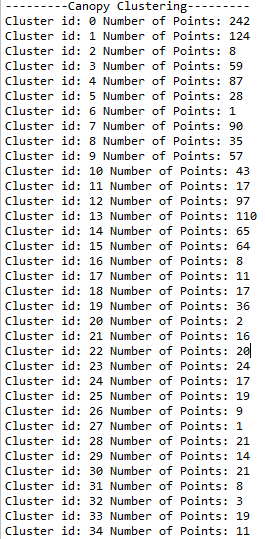 ---------Canopy Clustering---------
Cluster id: 0 Number of Points: 242
Cluster id: 1 Number of Points: 124
Cluster id: 2 Number of Points: 8
Cluster id: 3 Number of Points: 59
Cluster id: 4 Number of Points: 87
Cluster id: 5 Number of Points: 28
Cluster id: 6 Number of Points: 1
Cluster id: 7 Number of Points: 90
Cluster id: 8 Number of Points: 35
Cluster id: 9 Number of Points: 57
Cluster id: 10 Number of Points: 43
Cluster id: 11 Number of Points: 17
Cluster id: 12 Number of Points: 97
Cluster id: 13 Number of Points: 110
Cluster id: 14 Number of Points: 65
Cluster id: 15 Number of Points: 64
Cluster id: 16 Number of Points: 8
Cluster id: 17 Number of Points: 11
Cluster id: 18 Number of Points: 17
Cluster id: 19 Number of Points: 36
Cluster id: 20 Number of Points: 2
Cluster id: 21 Number of Points: 16
Cluster id: 22 Number of Points: 20
Cluster id: 23 Number of Points: 24
Cluster id: 24 Number of Points: 17
Cluster id: 25 Number of Points: 19
Cluster id: 26 Number of Points: 9
Cluster id: 27 Number of Points: 1
Cluster id: 28 Number of Points: 21
Cluster id: 29 Number of Points: 14
Cluster id: 30 Number of Points: 21
Cluster id: 31 Number of Points: 8
Cluster id: 32 Number of Points: 3
Cluster id: 33 Number of Points: 19
Cluster id: 34 Number of Points: 11